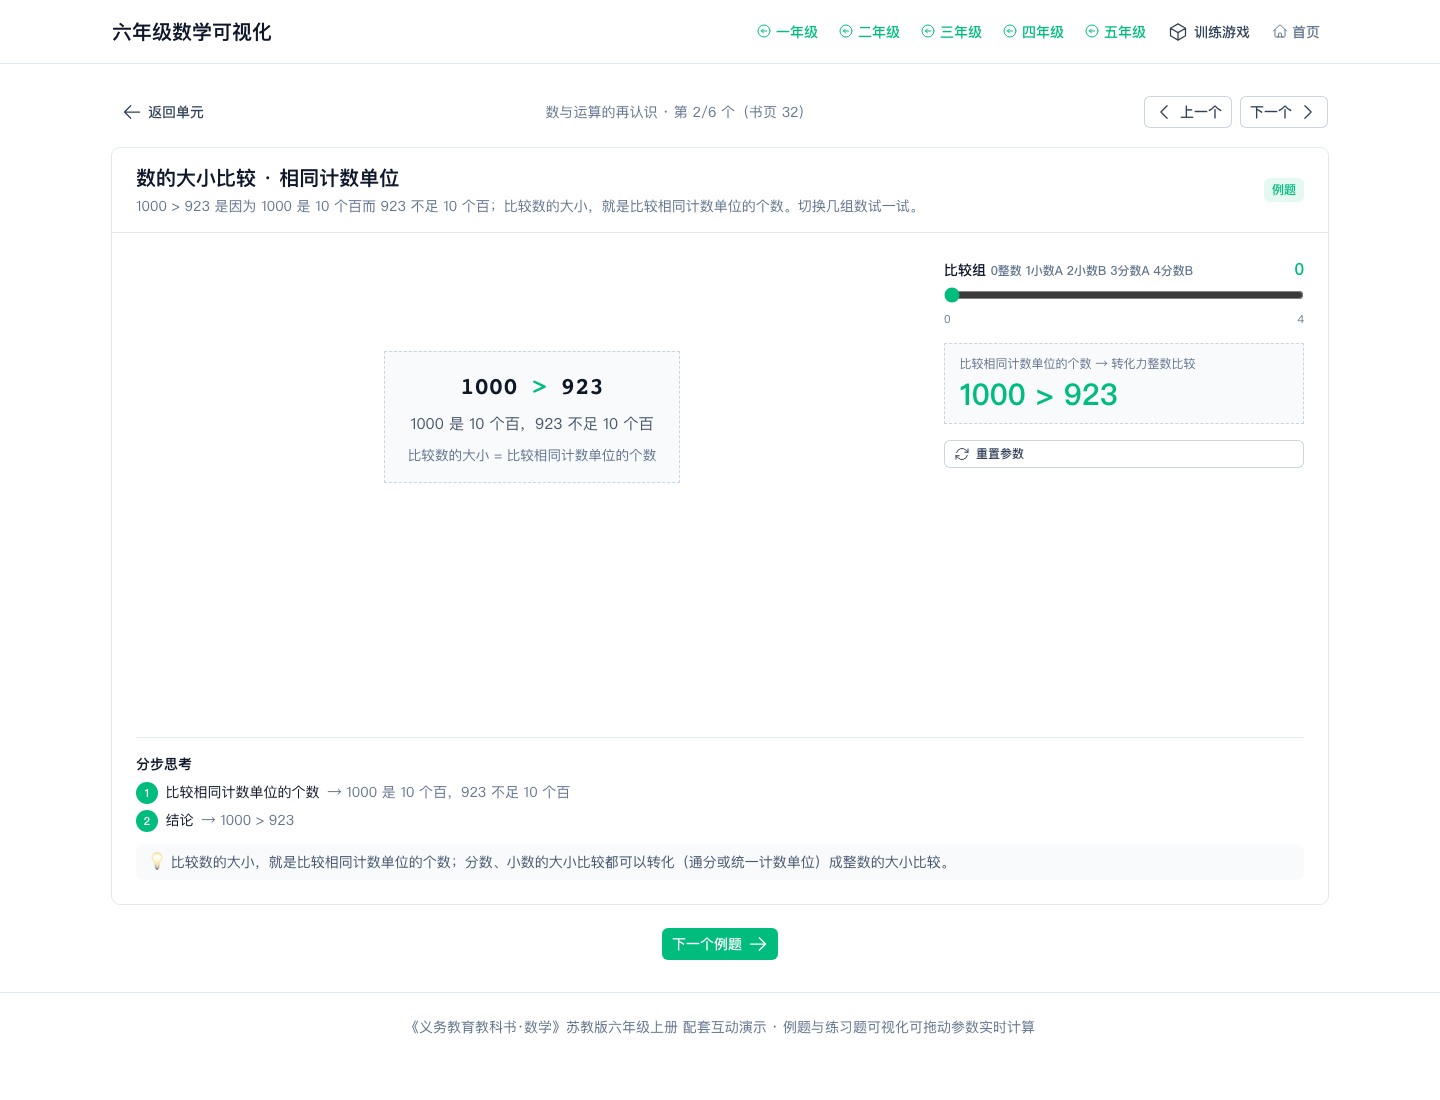 六年级数学可视化
一年级 二年级 三年级 四年级 五年级 训练游戏 首页
返回单元
数与运算的再认识 · 第 2/6 个（书页 32）
上一个 下一个
数的大小比较 · 相同计数单位
1000 > 923 是因为 1000 是 10 个百而 923 不足 10 个百；比较数的大小，就是比较相同计数单位的个数。切换几组数试一试。
例题
1000 > 923
1000 是 10 个百，923 不足 10 个百
比较数的大小 = 比较相同计数单位的个数
比较组 0整数 1小数A 2小数B 3分数A 4分数B 0
0 4
比较相同计数单位的个数 → 转化力整数比较
1000 > 923
重置参数
分步思考
1 比较相同计数单位的个数 → 1000 是 10 个百，923 不足 10 个百
2 结论 → 1000 > 923
💡 比较数的大小，就是比较相同计数单位的个数；分数、小数的大小比较都可以转化（通分或统一计数单位）成整数的大小比较。
下一个例题 →
《义务教育教科书·数学》苏教版六年级上册 配套互动演示 · 例题与练习题可视化可拖动参数实时计算